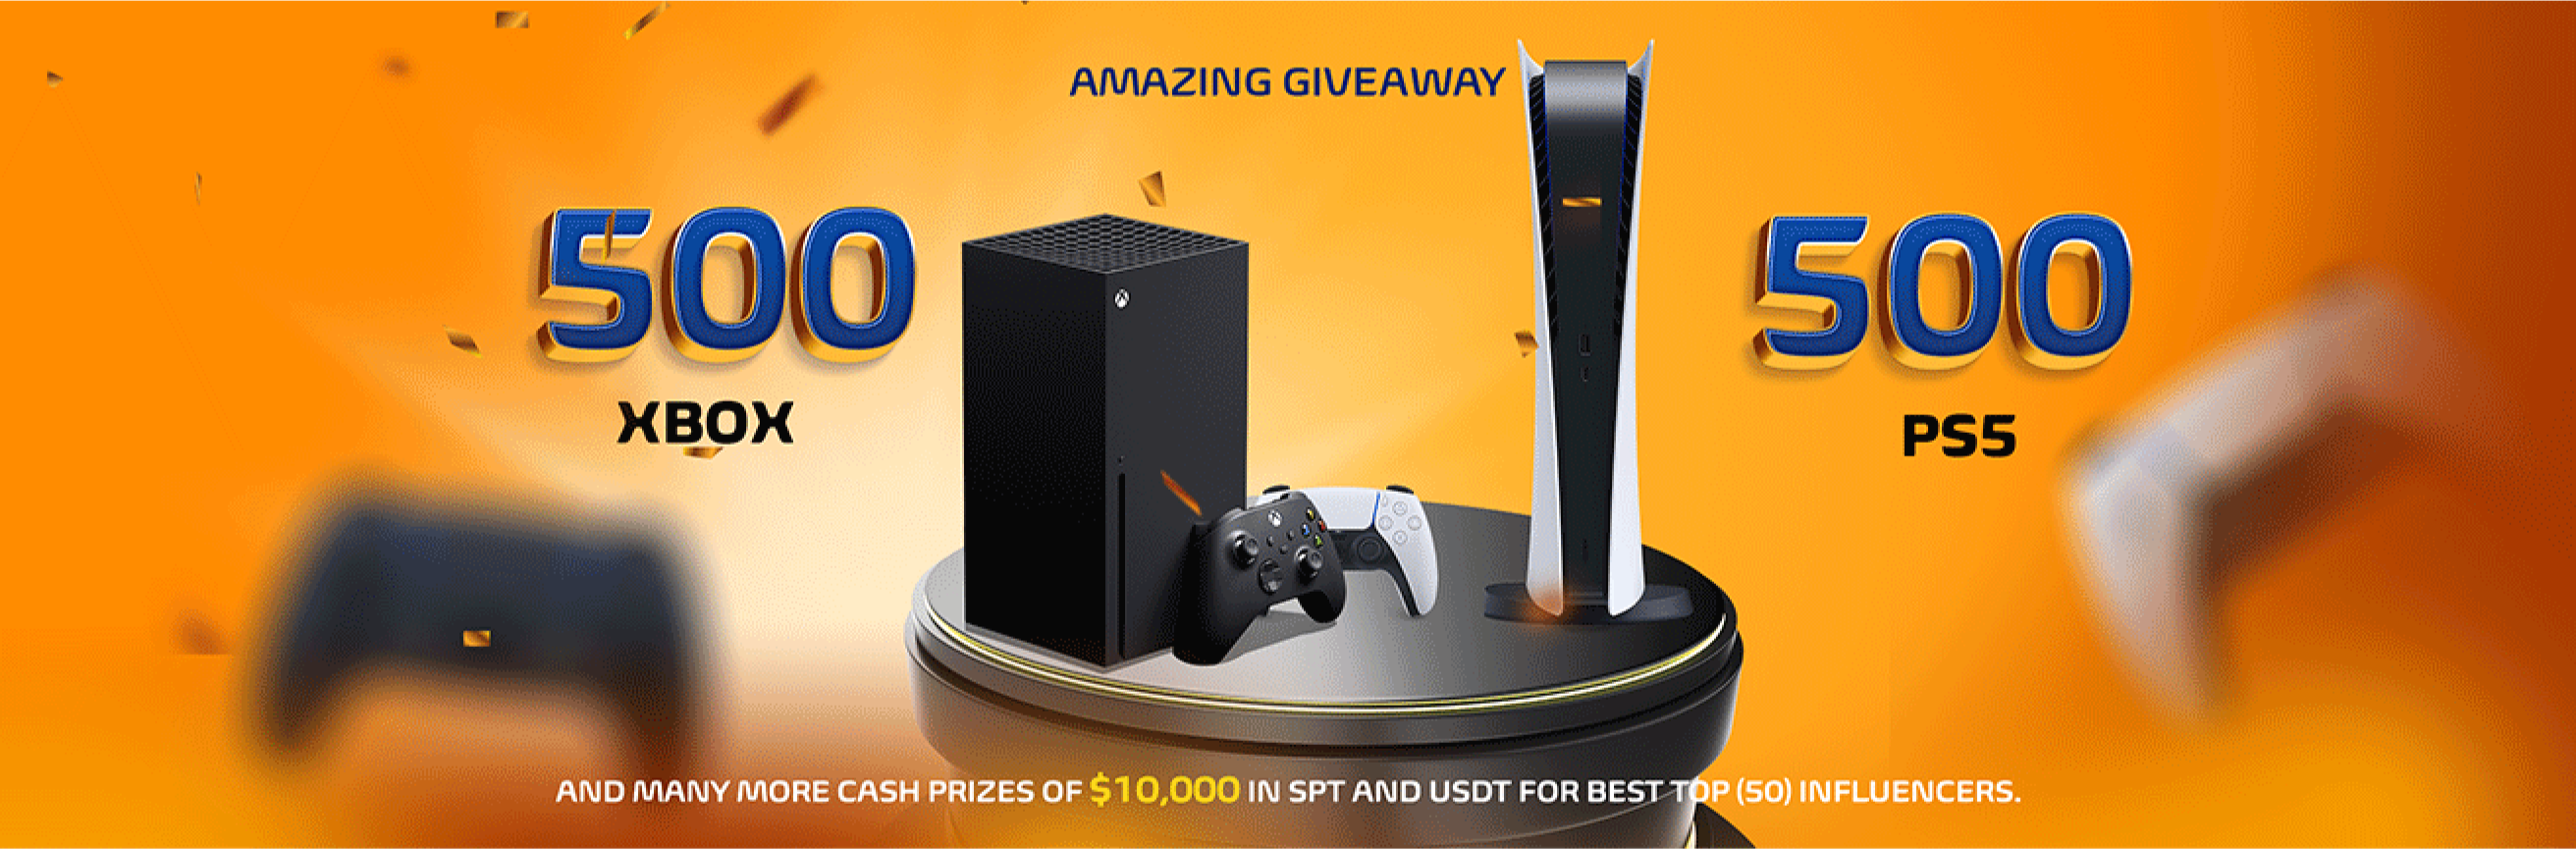 AMAZING GIVEAWAY
500
XBOX
500
PS5
AND MANY MORE CASH PRIZES OF $10,000 IN SPT AND USDT FOR BEST TOP (50) INFLUENCERS.